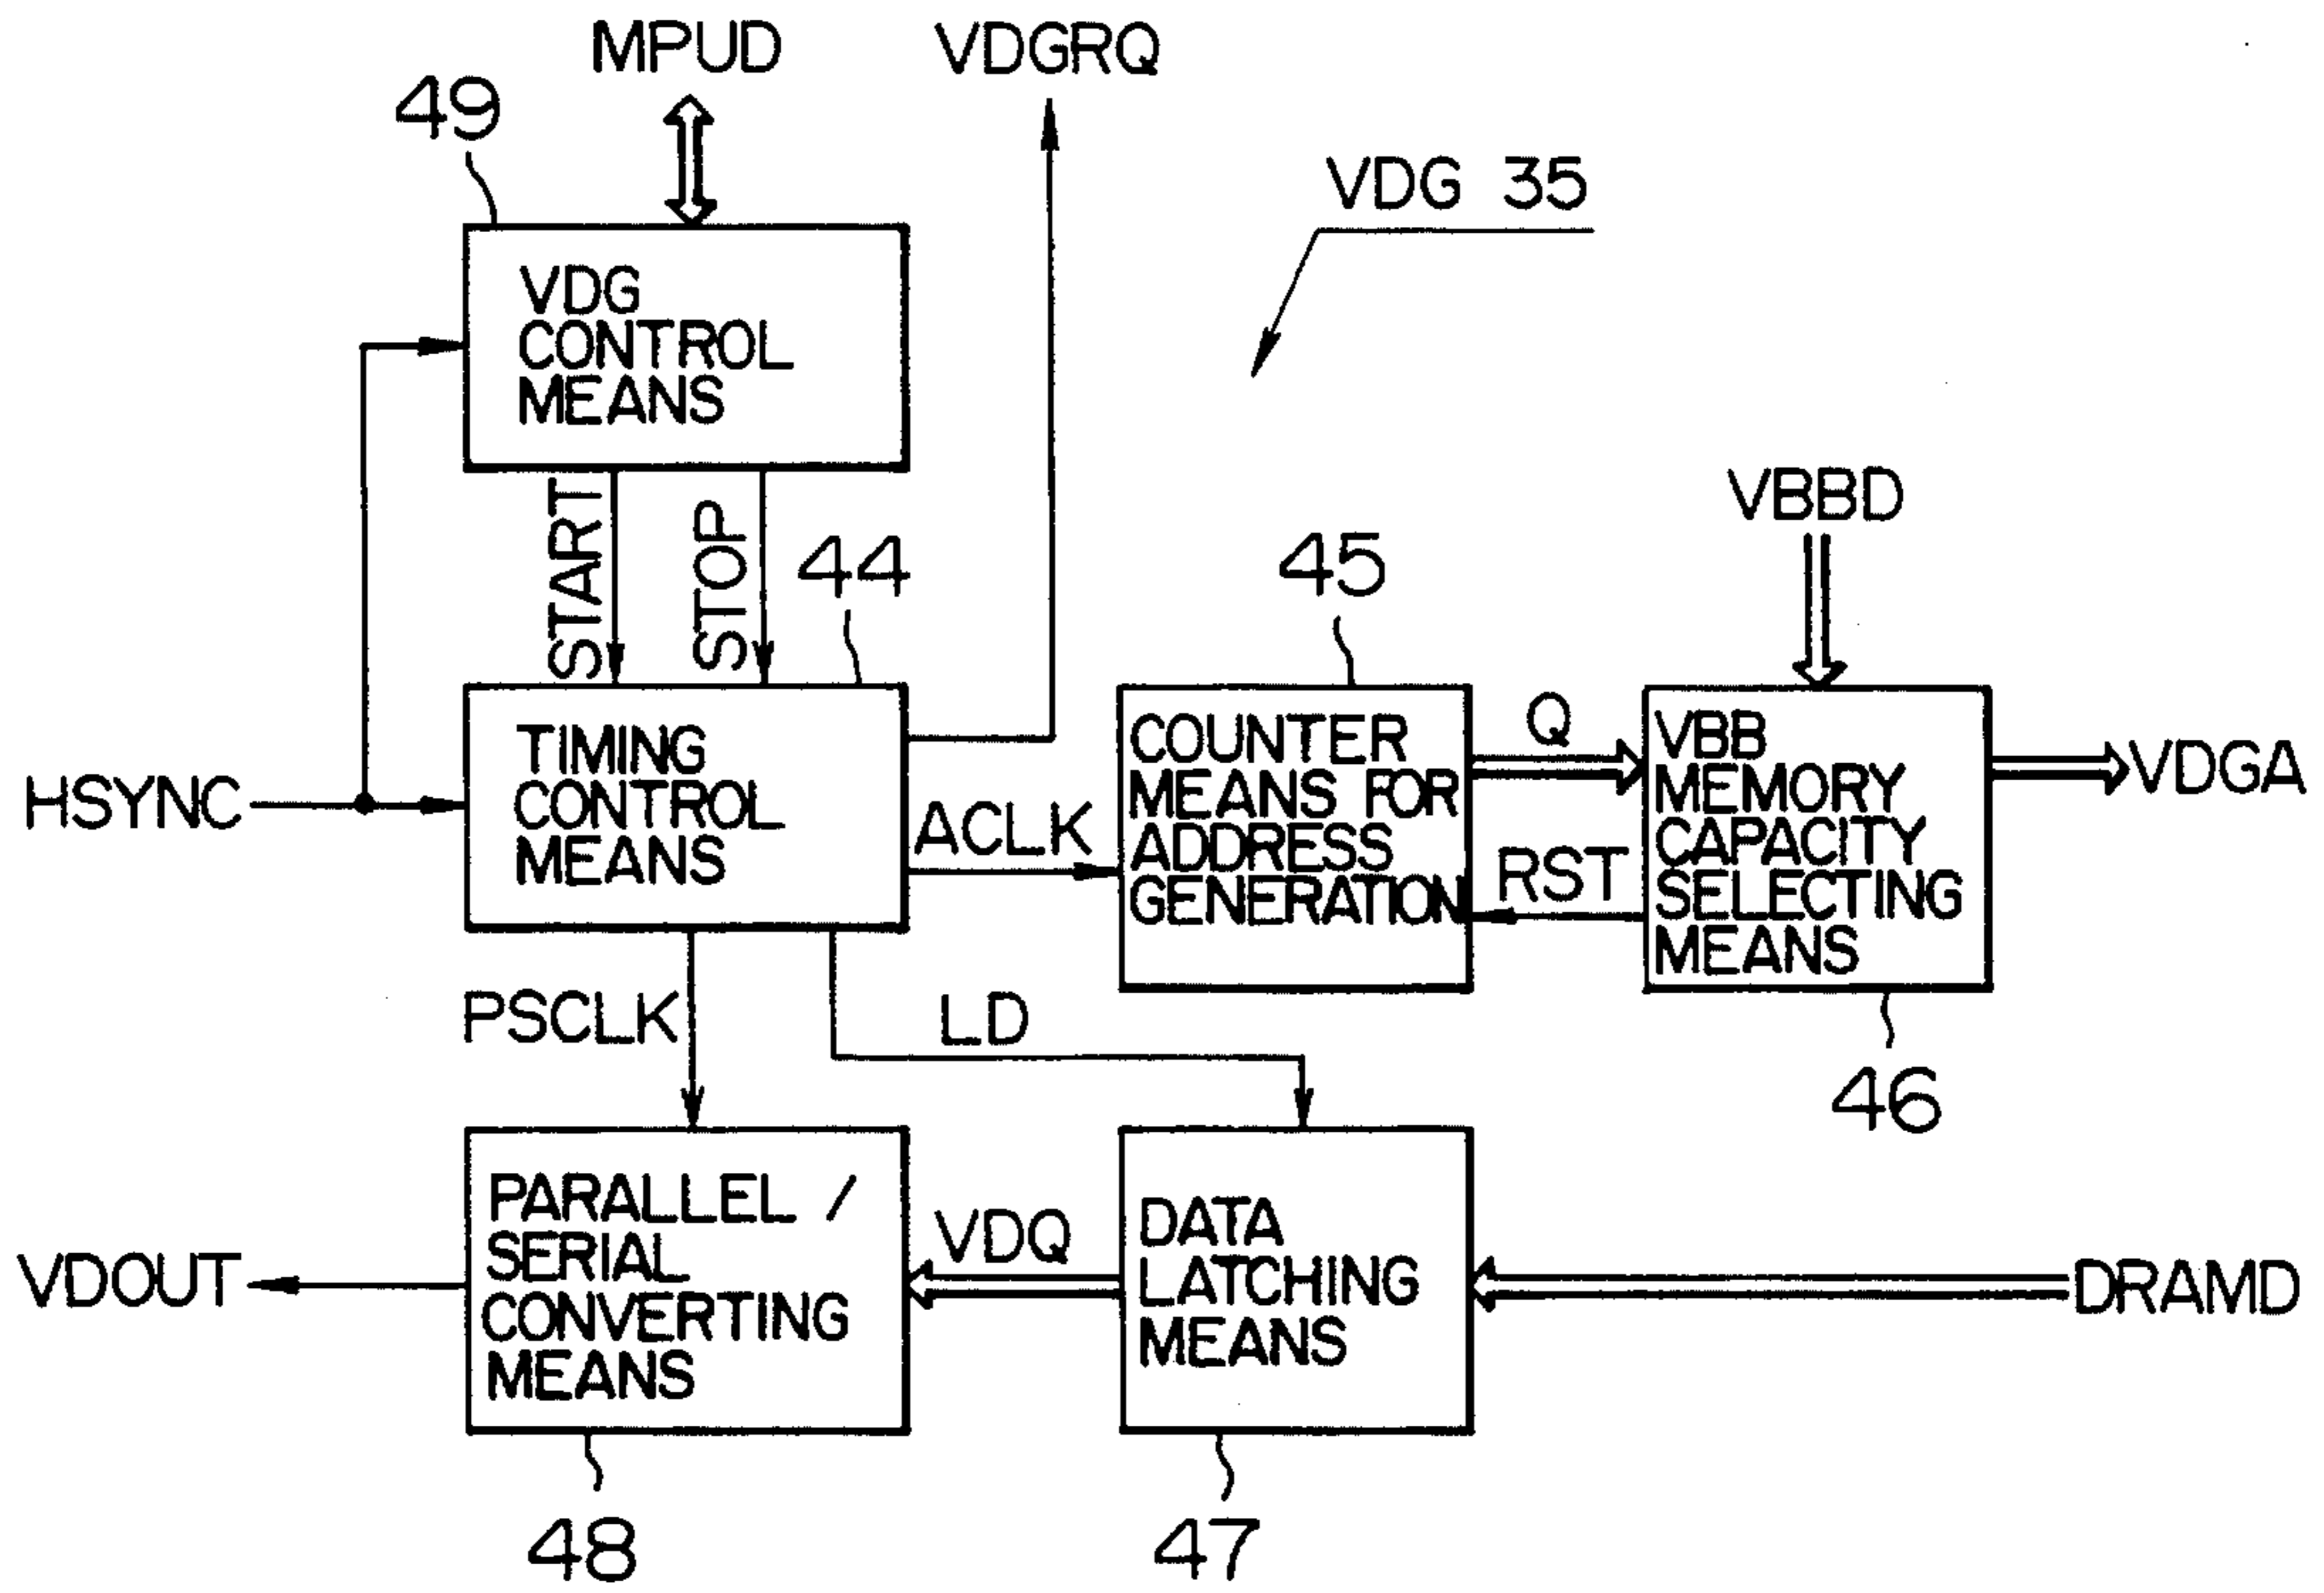 MPUD
VDGRQ
49
VDG 35
VDG
CONTROL
MEANS
START
STOP
44
45
VBBD
HSYNC
TIMING
CONTROL
MEANS
ACLK
COUNTER
MEANS FOR
ADDRESS
GENERATION
Q
RST
VBB
MEMORY
CAPACITY
SELECTING
MEANS
VDGA
PSCLK
LD
46
VDOUT
PARALLEL /
SERIAL
CONVERTING
MEANS
VDQ
DATA
LATCHING
MEANS
DRAMD
48
47